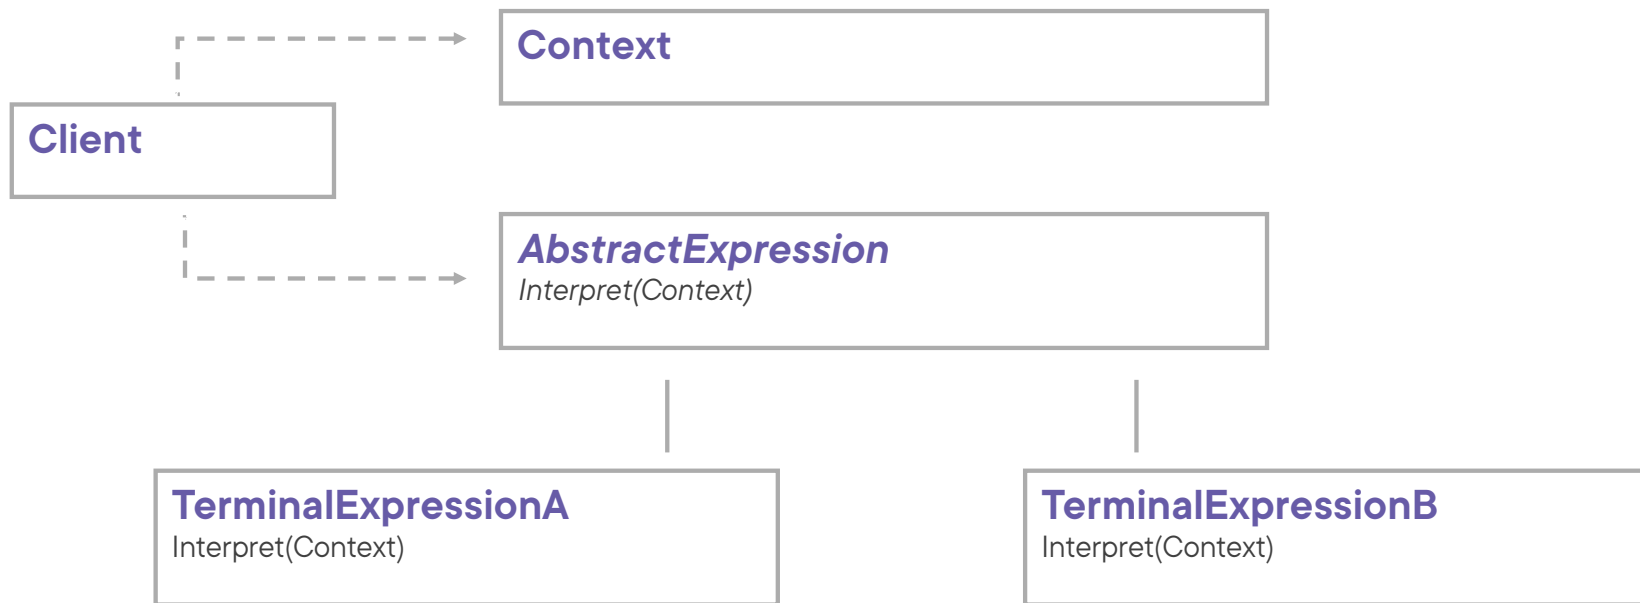 Context
Client
AbstractExpression
Interpret(Context)
TerminalExpressionA
Interpret(Context)
TerminalExpressionB
Interpret(Context)